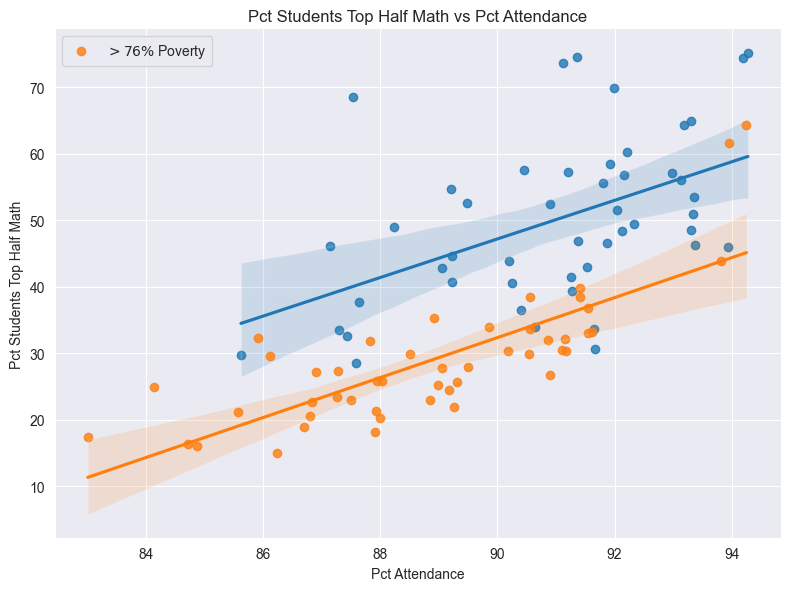 Pct Students Top Half Math vs Pct Attendance
> 76% Poverty
Pct Students Top Half Math
70
60
50
40
30
20
10
84 86 88 90 92 94
Pct Attendance